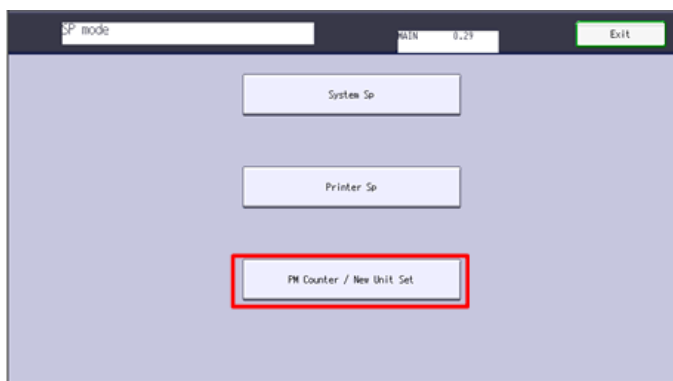 SP mode
MAIN 0.29
Exit
System Sp
Printer Sp
PM Counter / New Unit Set